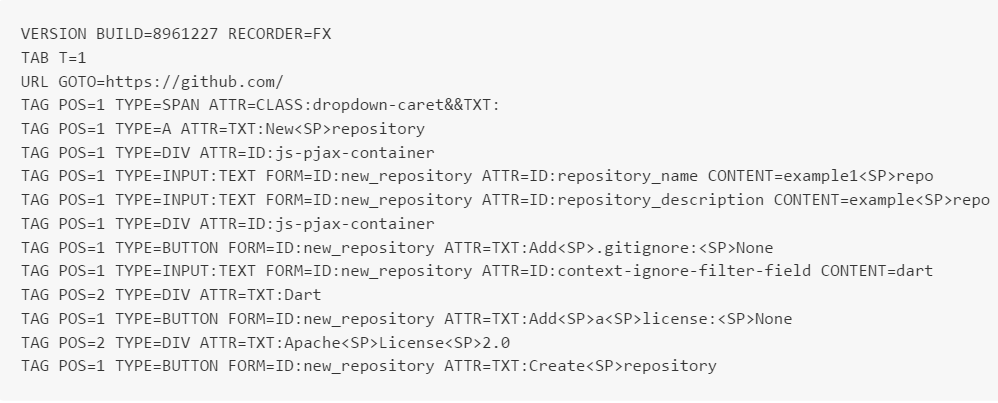 VERSION BUILD=8961227 RECORDER=FX
TAB T=1
URL GOTO=https://github.com/
TAG POS=1 TYPE=SPAN ATTR=CLASS:dropdown-caret&&TXT:
TAG POS=1 TYPE=A ATTR=TXT:New<SP>repository
TAG POS=1 TYPE=DIV ATTR=ID:js-pjax-container
TAG POS=1 TYPE=INPUT:TEXT FORM=ID:new_repository ATTR=ID:repository_name CONTENT=example1<SP>repo
TAG POS=1 TYPE=INPUT:TEXT FORM=ID:new_repository ATTR=ID:repository_description CONTENT=example<SP>repo
TAG POS=1 TYPE=DIV ATTR=ID:js-pjax-container
TAG POS=1 TYPE=BUTTON FORM=ID:new_repository ATTR=TXT:Add<SP>.gitignore:<SP>None
TAG POS=1 TYPE=INPUT:TEXT FORM=ID:new_repository ATTR=ID:context-ignore-filter-field CONTENT=dart
TAG POS=2 TYPE=DIV ATTR=TXT:Dart
TAG POS=1 TYPE=BUTTON FORM=ID:new_repository ATTR=TXT:Add<SP>a<SP>license:<SP>None
TAG POS=2 TYPE=DIV ATTR=TXT:Apache<SP>License<SP>2.0
TAG POS=1 TYPE=BUTTON FORM=ID:new_repository ATTR=TXT:Create<SP>repository